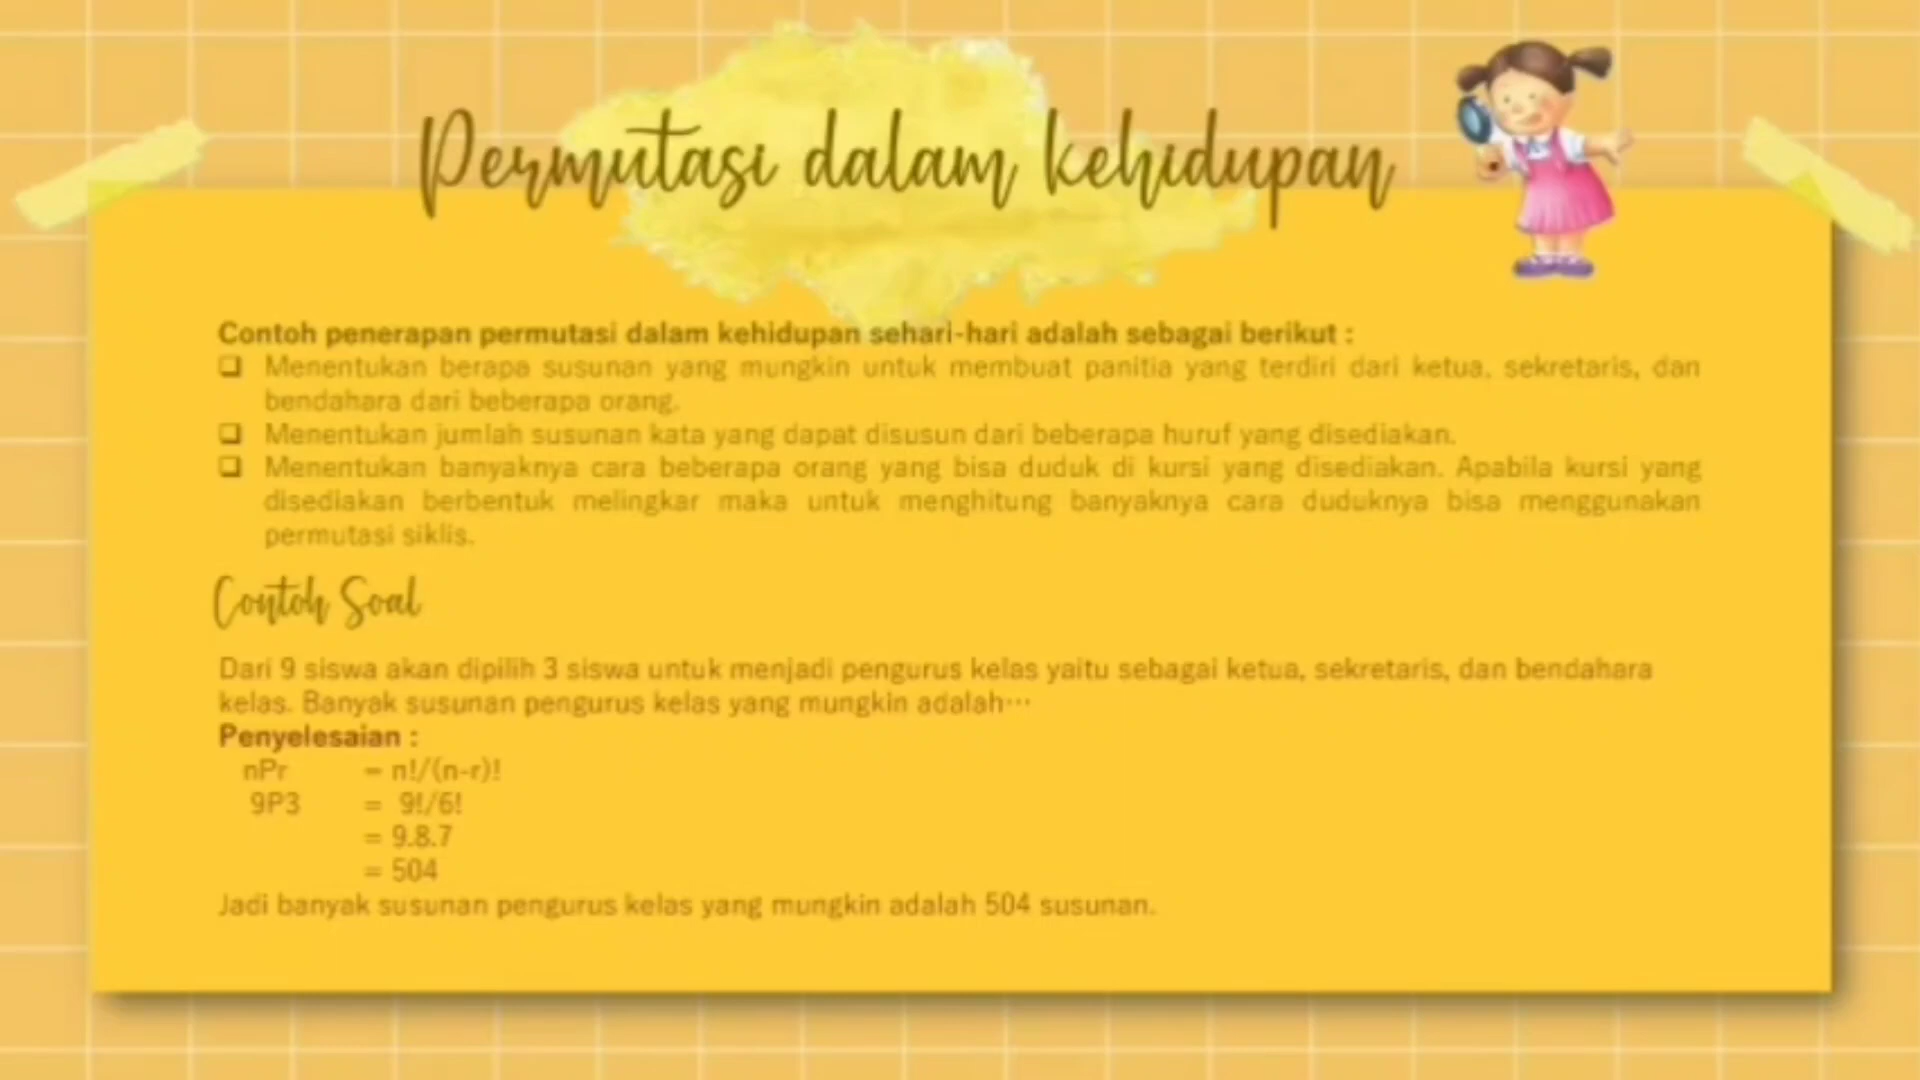 Permutasi dalam kehidupan
Contoh penerapan permutasi dalam kehidupan sehari-hari adalah sebagai berikut :
❑ Menentukan berapa susunan yang mungkin untuk membuat panitia yang terdiri dari ketua, sekretaris, dan
bendahara dari beberapa orang.
❑ Menentukan jumlah susunan kata yang dapat disusun dari beberapa huruf yang disediakan.
❑ Menentukan banyaknya cara beberapa orang yang bisa duduk di kursi yang disediakan. Apabila kursi yang
disediakan berbentuk melingkar maka untuk menghitung banyaknya cara duduknya bisa menggunakan
permutasi siklis.
Contoh Soal
Dari 9 siswa akan dipilih 3 siswa untuk menjadi pengurus kelas yaitu sebagai ketua, sekretaris, dan bendahara
kelas. Banyak susunan pengurus kelas yang mungkin adalah⋯
Penyelesaian :
nPr = n!/(n-r)!
9P3 = 9!/6!
= 9.8.7
= 504
Jadi banyak susunan pengurus kelas yang mungkin adalah 504 susunan.